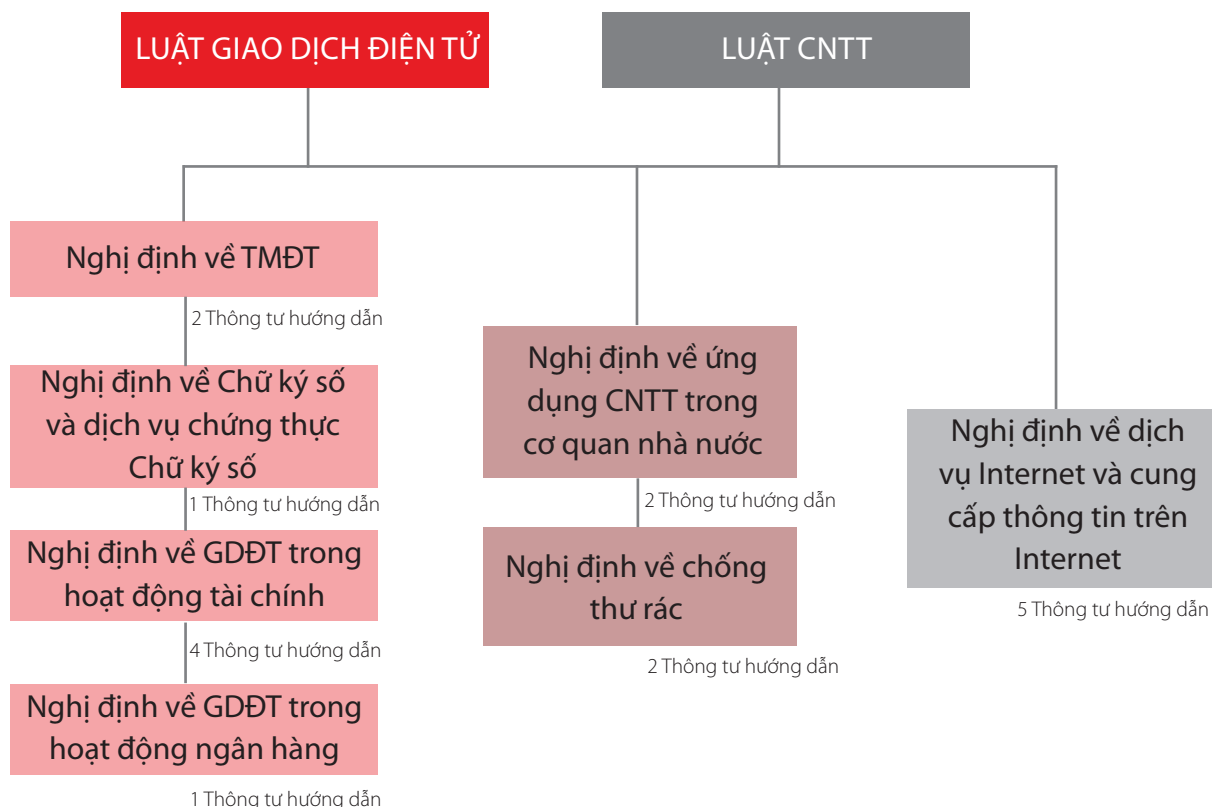 LUẬT GIAO DỊCH ĐIỆN TỬ
LUẬT CNTT
Nghị định về TMĐT
2 Thông tư hướng dẫn
Nghị định về Chữ ký số
và dịch vụ chứng thực
Chữ ký số
1 Thông tư hướng dẫn
Nghị định về GDĐT trong
hoạt động tài chính
4 Thông tư hướng dẫn
Nghị định về GDĐT trong
hoạt động ngân hàng
1 Thông tư hướng dẫn
Nghị định về ứng
dụng CNTT trong
cơ quan nhà nước
2 Thông tư hướng dẫn
Nghị định về chống
thư rác
2 Thông tư hướng dẫn
Nghị định về dịch
vụ Internet và cung
cấp thông tin trên
Internet
5 Thông tư hướng dẫn